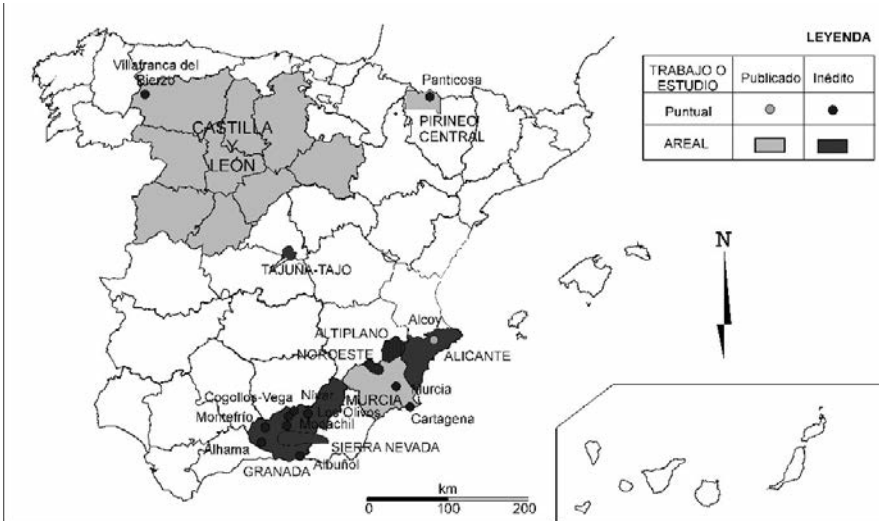 LEYENDA
TRABAJO O ESTUDIO
Publicado
Inédito
Puntual
AREAL
Villafranca del
Bierzo
Panticosa
PIRINEO
CENTRAL
CASTILLA
Y
LEÓN
TAJUÑA-TAJO
N
Alcoy
ALTIPLANO
NOROESTE
ALICANTE
Murcia
MURCIA
Cartagena
Cogollos-Vega
Nívar
Los Olivos
Montefrío
Monachil
Alhama
SIERRA NEVADA
GRANADA
Albuñol
km
0
100
200